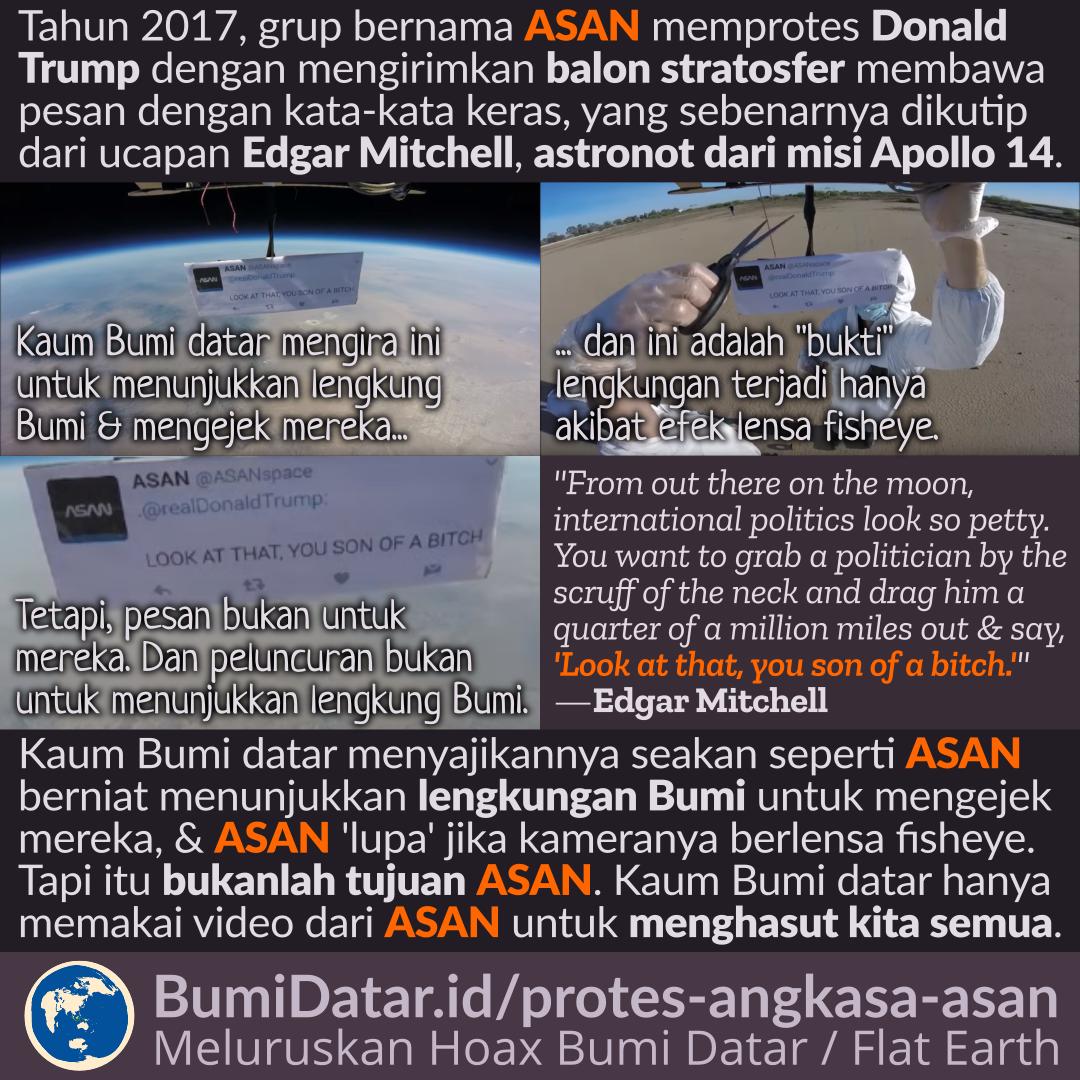 Tahun 2017, grup bernama ASAN memprotes Donald
Trump dengan mengirimkan balon stratosfer membawa
pesan dengan kata-kata keras, yang sebenarnya dikutip
dari ucapan Edgar Mitchell, astronot dari misi Apollo 14.
ASAN @ASANspace
ASAN
@realDonaldTrump:
LOOK AT THAT, YOU SON OF A BITCH
Kaum Bumi datar mengira ini
untuk menunjukkan lengkung
Bumi & mengejek mereka...
ASAN @ASANspace
ASAN
@realDonaldTrump:
LOOK AT THAT, YOU SON OF A BITCH
... dan ini adalah "bukti"
lengkungan terjadi hanya
akibat efek lensa fisheye.
ASAN @ASANspace
ASAN
.@realDonaldTrump:
LOOK AT THAT, YOU SON OF A BITCH
Tetapi, pesan bukan untuk
mereka. Dan peluncuran bukan
untuk menunjukkan lengkung Bumi.
"From out there on the moon,
international politics look so petty.
You want to grab a politician by the
scruff of the neck and drag him a
quarter of a million miles out & say,
'Look at that, you son of a bitch.'"
—Edgar Mitchell
Kaum Bumi datar menyajikannya seakan seperti ASAN
berniat menunjukkan lengkungan Bumi untuk mengejek
mereka, & ASAN 'lupa' jika kameranya berlensa fisheye.
Tapi itu bukanlah tujuan ASAN. Kaum Bumi datar hanya
memakai video dari ASAN untuk menghasut kita semua.
BumiDatar.id/protes-angkasa-asan
Meluruskan Hoax Bumi Datar / Flat Earth